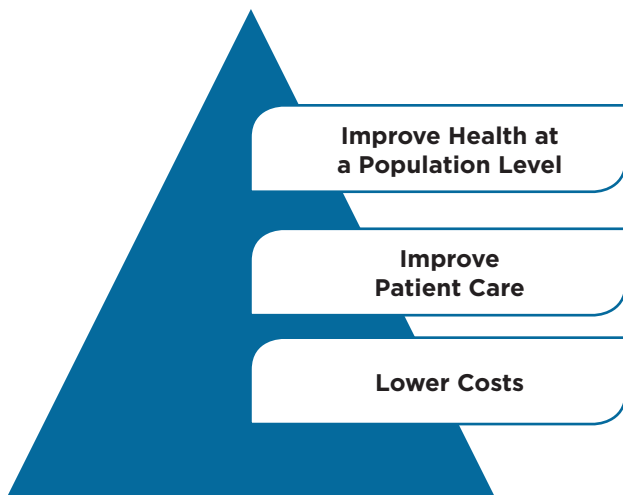 Improve Health at
a Population Level
Improve
Patient Care
Lower Costs